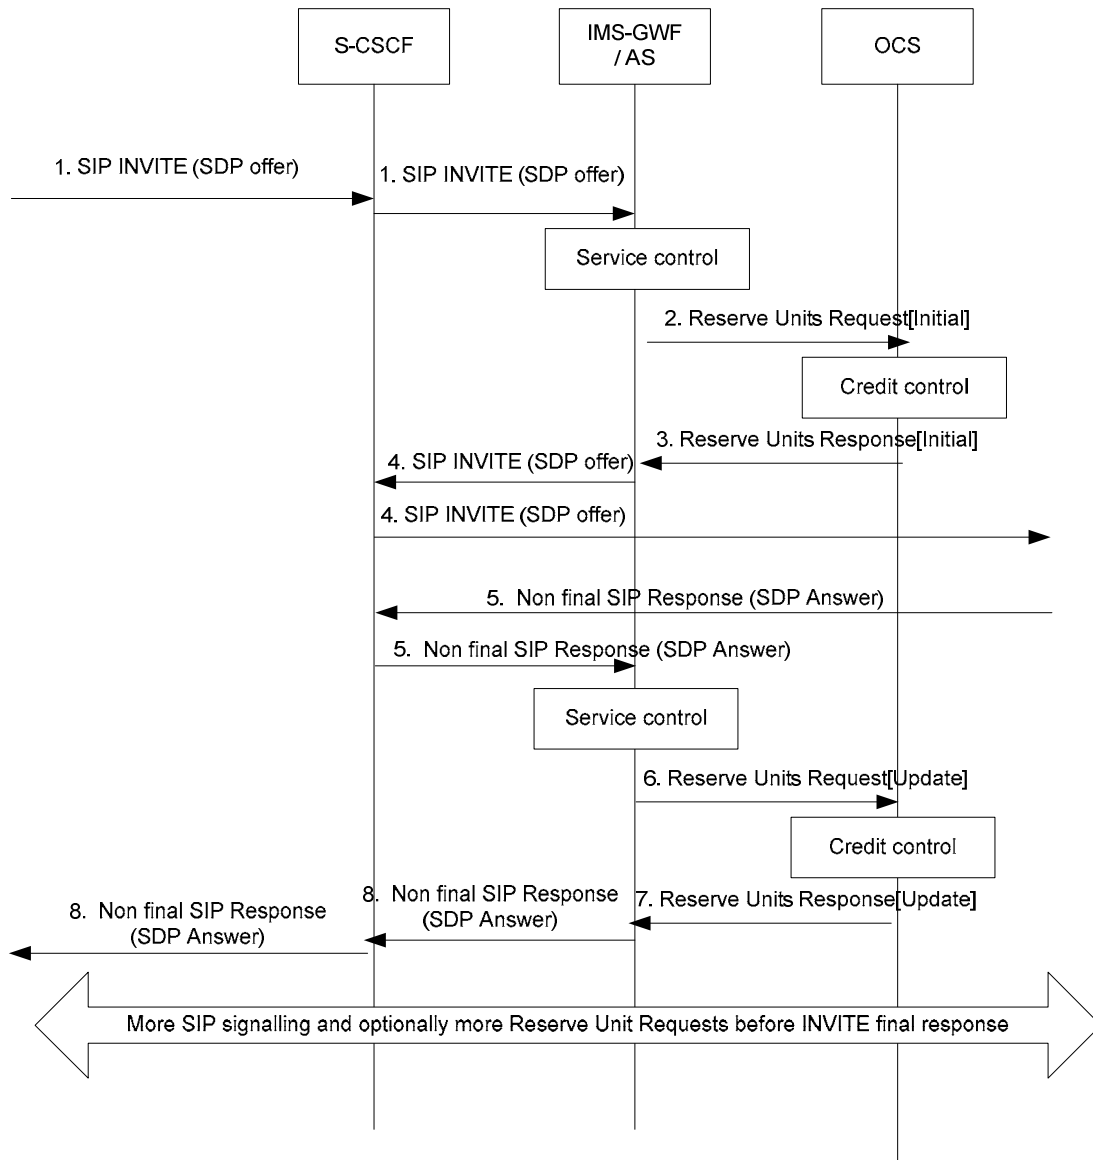 S-CSCF
IMS-GWF
/ AS
OCS
1. SIP INVITE (SDP offer)
1. SIP INVITE (SDP offer)
Service control
2. Reserve Units Request[Initial]
Credit control
3. Reserve Units Response[Initial]
4. SIP INVITE (SDP offer)
4. SIP INVITE (SDP offer)
5. Non final SIP Response (SDP Answer)
5. Non final SIP Response (SDP Answer)
Service control
6. Reserve Units Request[Update]
Credit control
7. Reserve Units Response[Update]
8. Non final SIP Response
(SDP Answer)
8. Non final SIP Response
(SDP Answer)
More SIP signalling and optionally more Reserve Unit Requests before INVITE final response